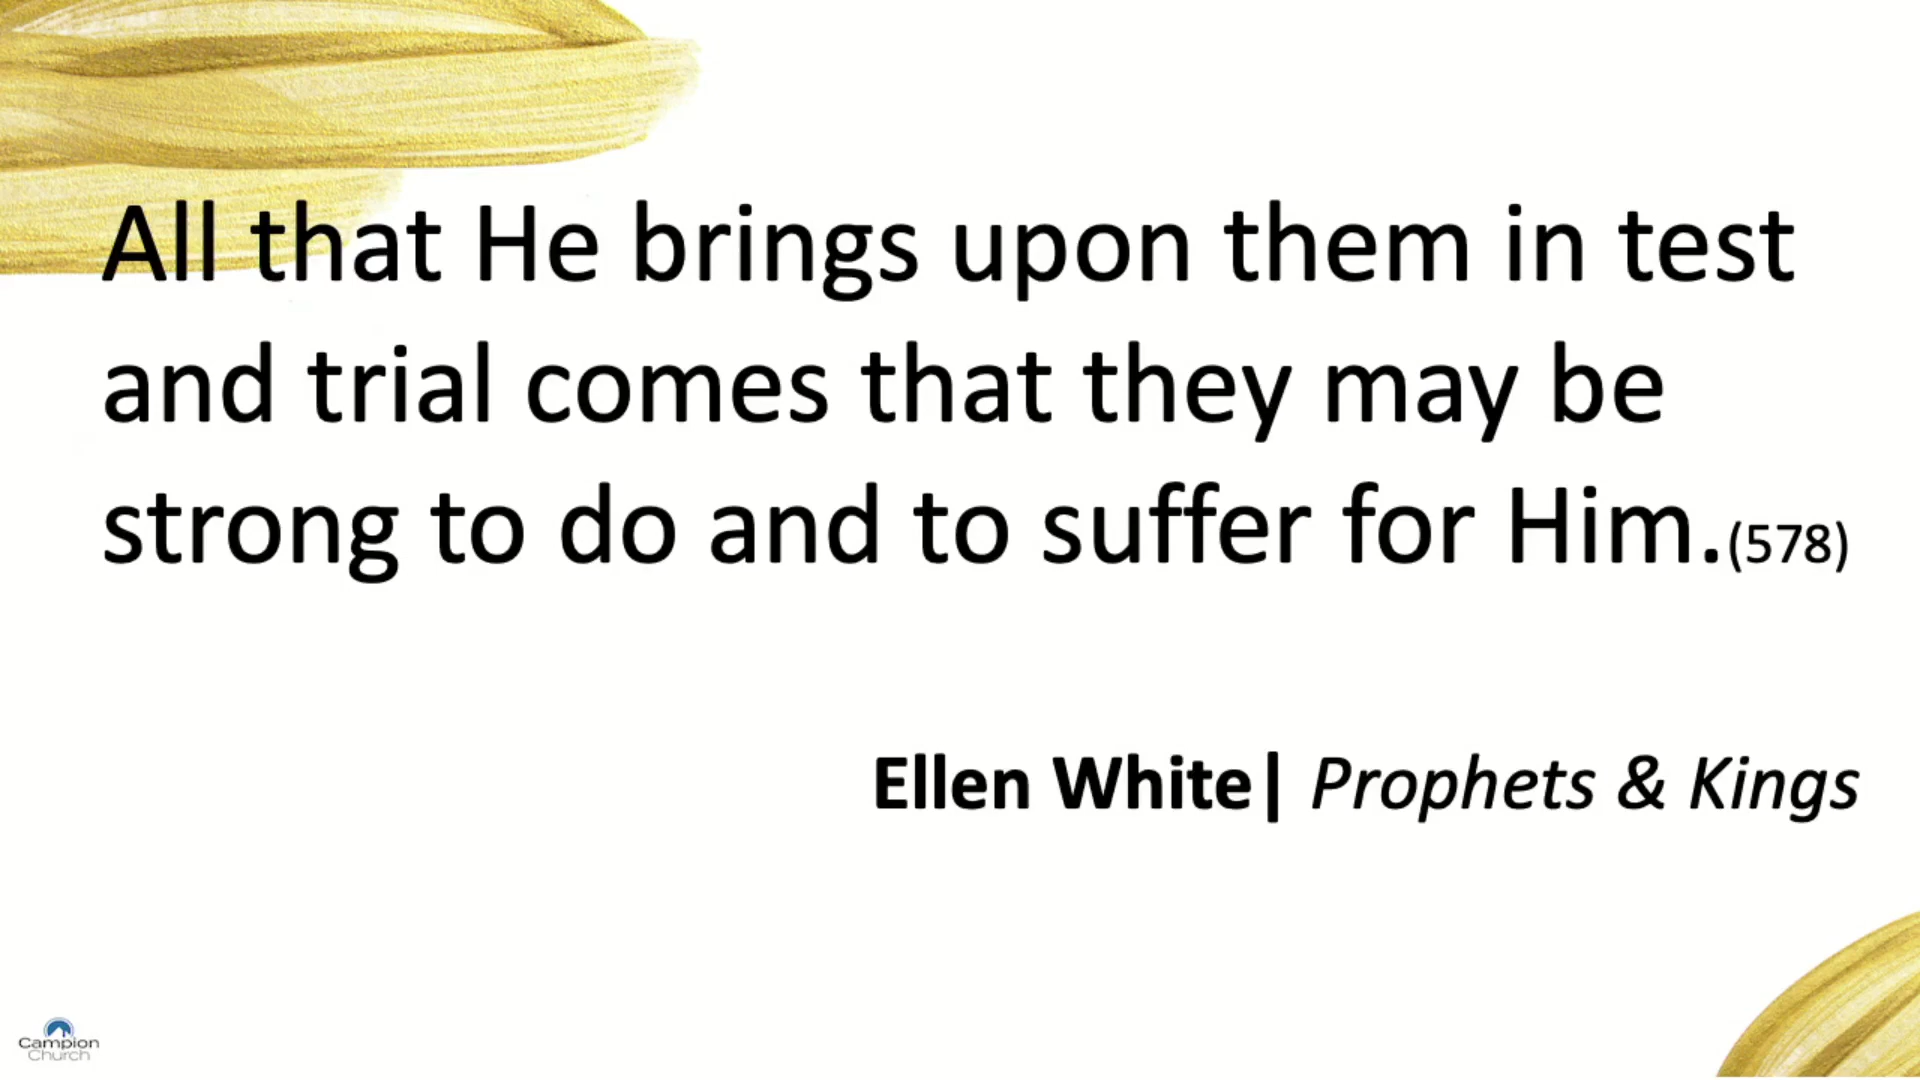 All that He brings upon them in test
and trial comes that they may be
strong to do and to suffer for Him.(578)
Ellen White| Prophets & Kings
Campion
Church